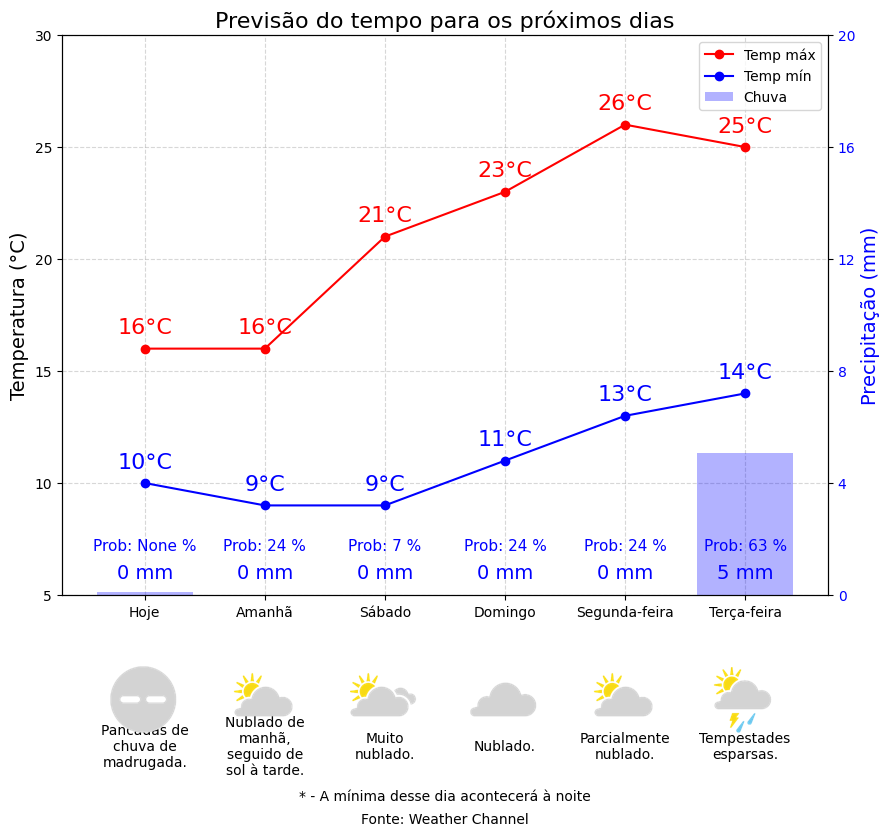 Previsão do tempo para os próximos dias
30
25
20
15
10
5
Temperatura (°C)
20
16
12
8
4
0
Precipitação (mm)
Temp máx
Temp mín
Chuva
16°C
16°C
21°C
23°C
26°C
25°C
10°C
9°C
9°C
11°C
13°C
14°C
Prob: None %
Prob: 24 %
Prob: 7 %
Prob: 24 %
Prob: 24 %
Prob: 63 %
0 mm
0 mm
0 mm
0 mm
0 mm
5 mm
Hoje
Amanhã
Sábado
Domingo
Segunda-feira
Terça-feira
Pancadas de
chuva de
madrugada.
Nublado de
manhã,
seguido de
sol à tarde.
Muito
nublado.
Nublado.
Parcialmente
nublado.
Tempestades
esparsas.
* - A mínima desse dia acontecerá à noite
Fonte: Weather Channel